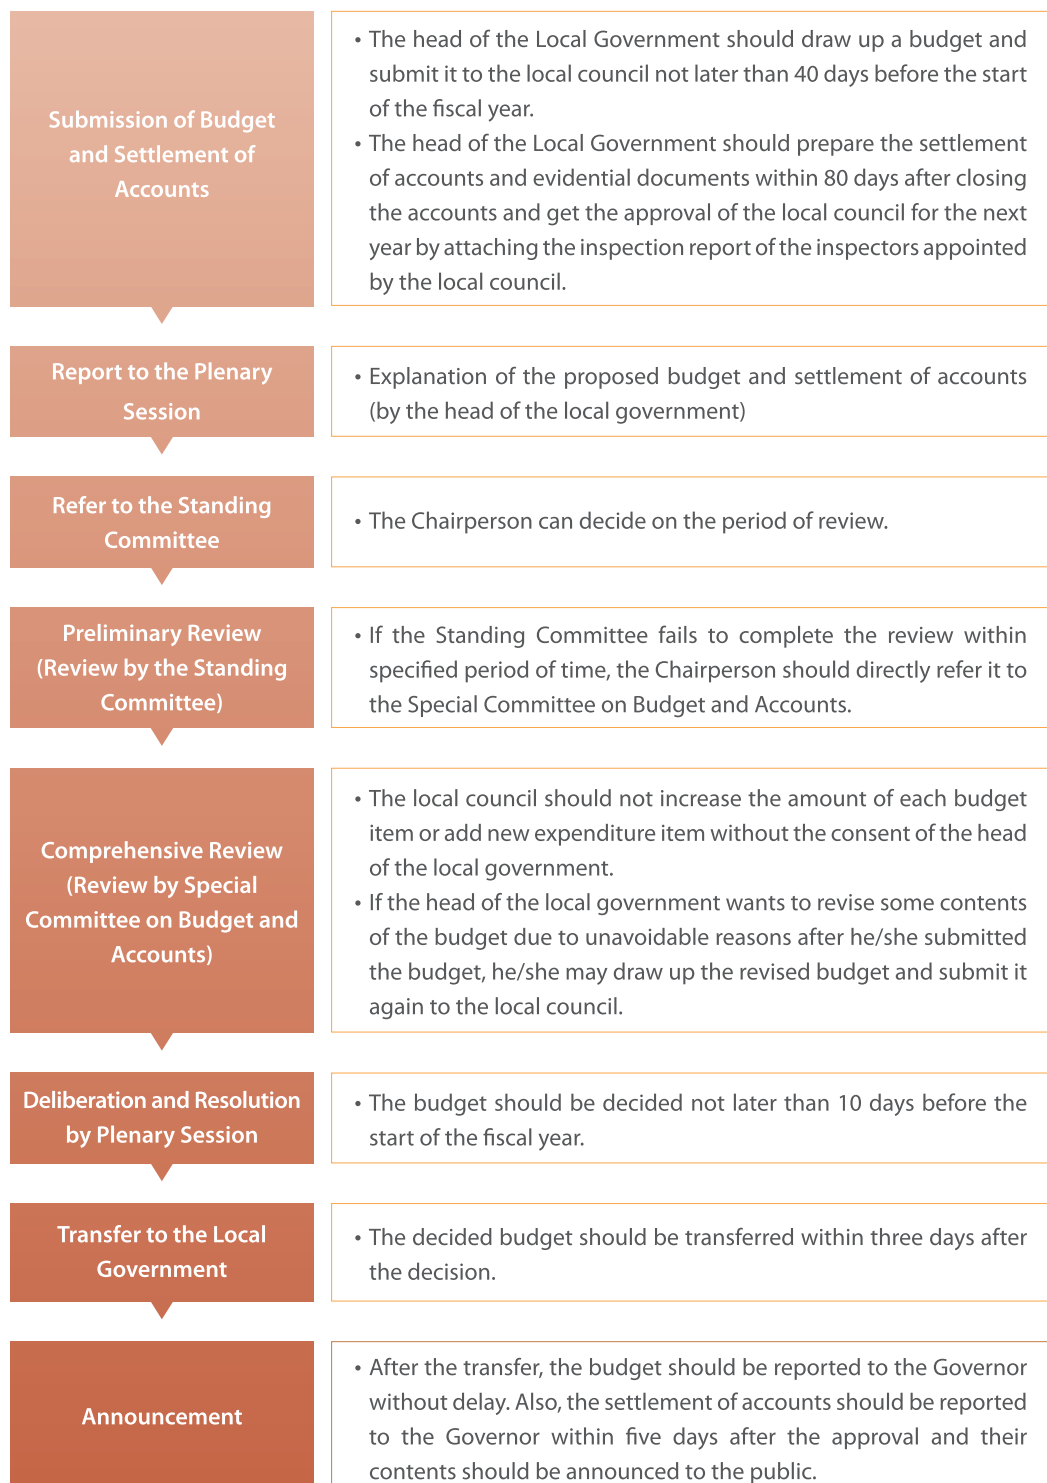 Submission of Budget
and Settlement of
Accounts
• The head of the Local Government should draw up a budget and
submit it to the local council not later than 40 days before the start
of the fiscal year.
• The head of the Local Government should prepare the settlement
of accounts and evidential documents within 80 days after closing
the accounts and get the approval of the local council for the next
year by attaching the inspection report of the inspectors appointed
by the local council.
Report to the Plenary
Session
• Explanation of the proposed budget and settlement of accounts
(by the head of the local government)
Refer to the Standing
Committee
• The Chairperson can decide on the period of review.
Preliminary Review
(Review by the Standing
Committee)
• If the Standing Committee fails to complete the review within
specified period of time, the Chairperson should directly refer it to
the Special Committee on Budget and Accounts.
Comprehensive Review
(Review by Special
Committee on Budget and
Accounts)
• The local council should not increase the amount of each budget
item or add new expenditure item without the consent of the head
of the local government.
• If the head of the local government wants to revise some contents
of the budget due to unavoidable reasons after he/she submitted
the budget, he/she may draw up the revised budget and submit it
again to the local council.
Deliberation and Resolution
by Plenary Session
• The budget should be decided not later than 10 days before the
start of the fiscal year.
Transfer to the Local
Government
• The decided budget should be transferred within three days after
the decision.
Announcement
• After the transfer, the budget should be reported to the Governor
without delay. Also, the settlement of accounts should be reported
to the Governor within five days after the approval and their
contents should be announced to the public.